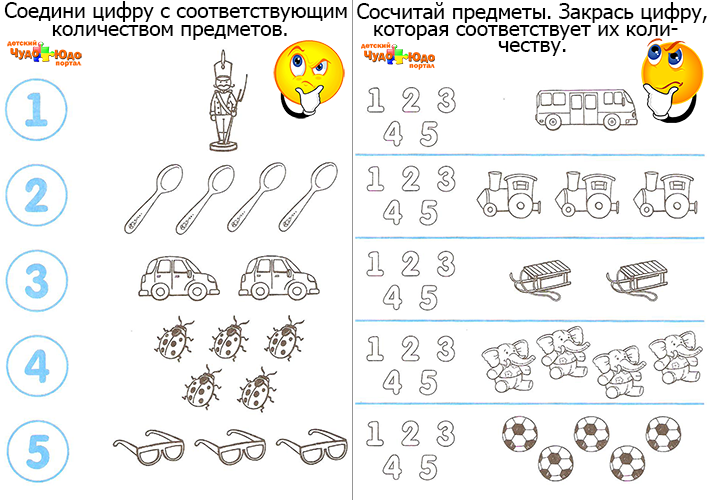 Соедини цифру с соответствующим
количеством предметов.
детский
Чудо Юдо
портал
1
2
3
4
5
Сосчитай предметы. Закрась цифру,
которая соответствует их коли-
честву.
детский
Чудо Юдо
портал
1 2 3
4 5
1 2 3
4 5
1 2 3
4 5
1 2 3
4 5
1 2 3
4 5